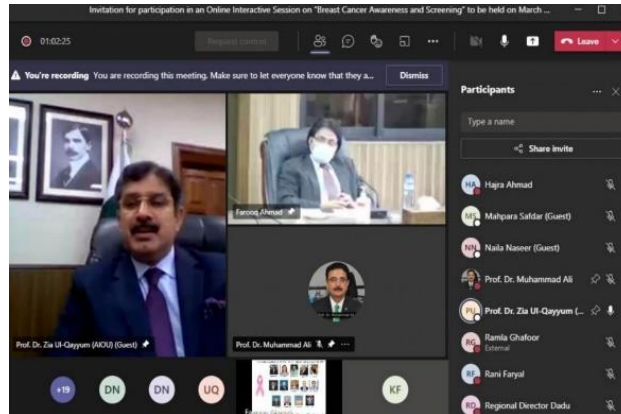 Invitation for participation in an Online Interactive Session on "Breast Cancer Awareness and Screening" to be held on March ...
01:02:25
Request control
Leave
You're recording You are recording this meeting. Make sure to let everyone know that they a...
Dismiss
Participants
Type a name
Share invite
HA Hajra Ahmad
MS Mahpara Safdar (Guest)
NN Naila Naseer (Guest)
Prof. Dr. Muhammad Ali
PU Prof. Dr. Zia Ul-Qayyum (...
RG Ramla Ghafoor
External
RF Rani Faryal
RD Regional Director Dadu
Farooq Ahmad
Prof. Dr. Zia Ul-Qayyum (AIOU) (Guest)
Prof. Dr. Muhammad Ali
+19
DN
DN
UQ
KF